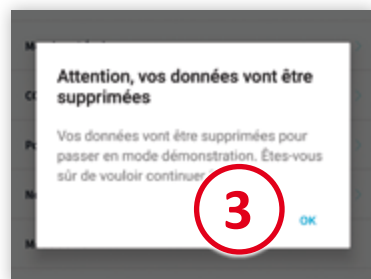 Attention, vos données vont être
supprimées
Vos données vont être supprimées pour
passer en mode démonstration. Êtes-vous
sûr de vouloir continuer
3
OK